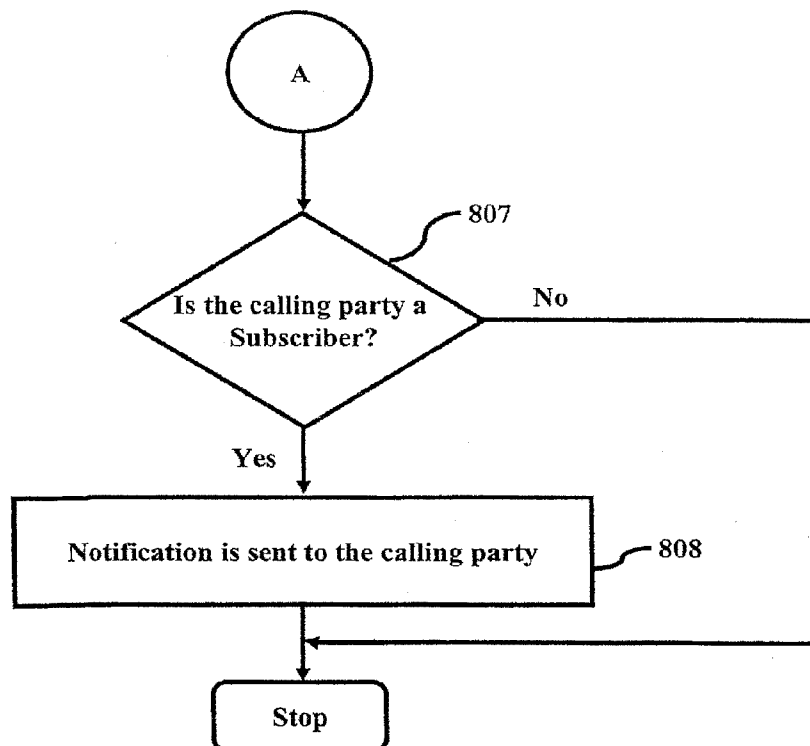 A
807
Is the calling party a
Subscriber?
No
Yes
Notification is sent to the calling party
808
Stop